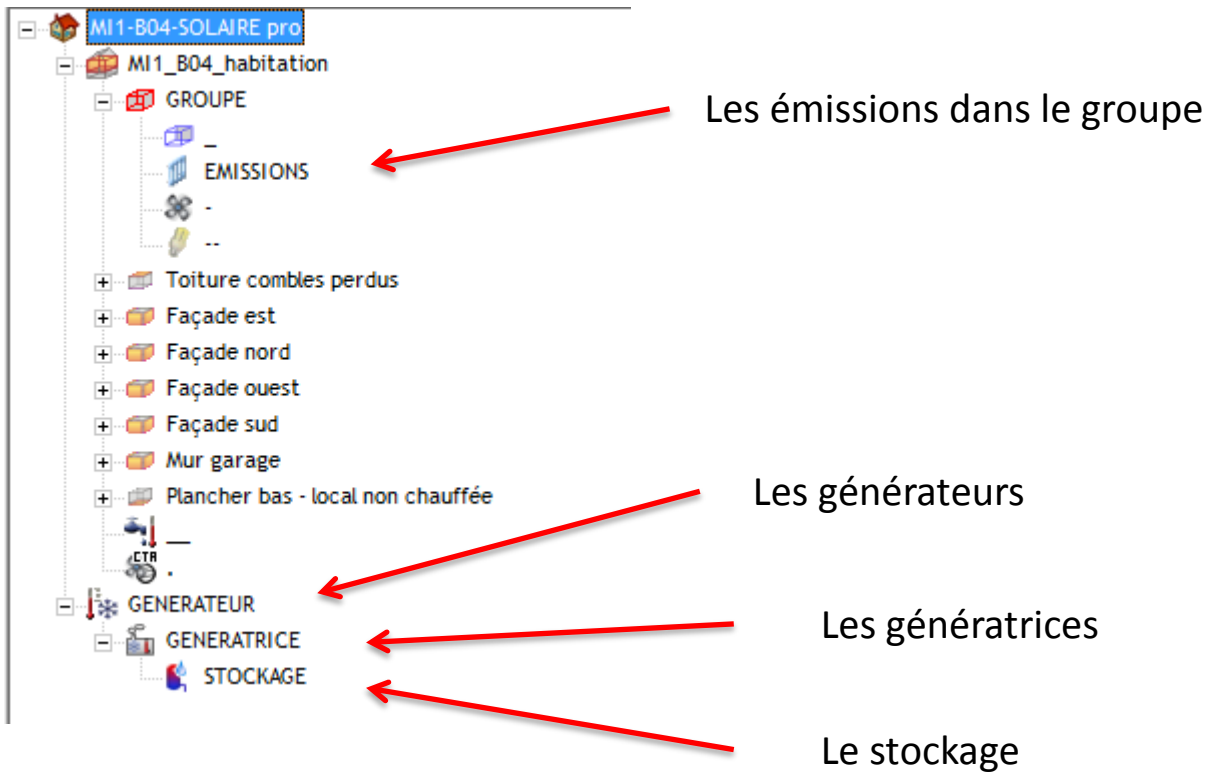 MI1-B04-SOLAIRE pro
MI1_B04_habitation
GROUPE
Les émissions dans le groupe
_
EMISSIONS
-
--
Toiture combles perdus
Façade est
Façade nord
Façade ouest
Façade sud
Mur garage
Plancher bas - local non chauffée
Les générateurs
__
CTA .
GENERATEUR
Les génératrices
GENERATRICE
STOCKAGE
Le stockage